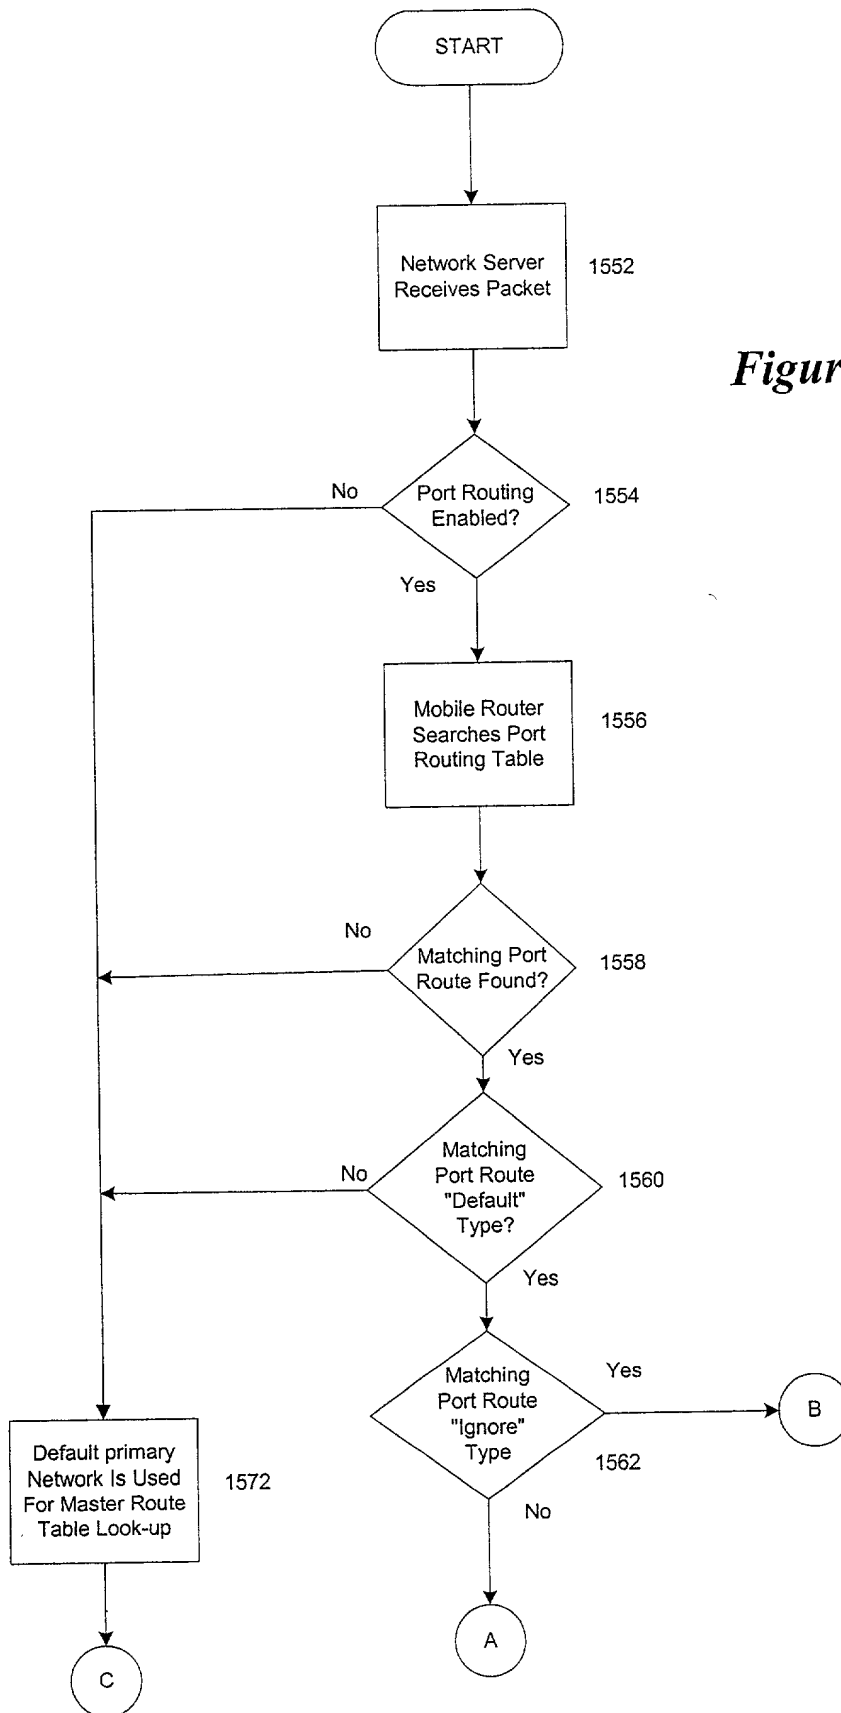 START
Network Server
Receives Packet
1552
Figur
Port Routing
Enabled?
1554
No
Yes
Mobile Router
Searches Port
Routing Table
1556
No
Matching Port
Route Found?
1558
Yes
Matching
Port Route
"Default"
Type?
1560
No
Yes
Matching
Port Route
"Ignore"
Type
Yes
B
1562
Default primary
Network Is Used
For Master Route
Table Look-up
1572
No
A
C